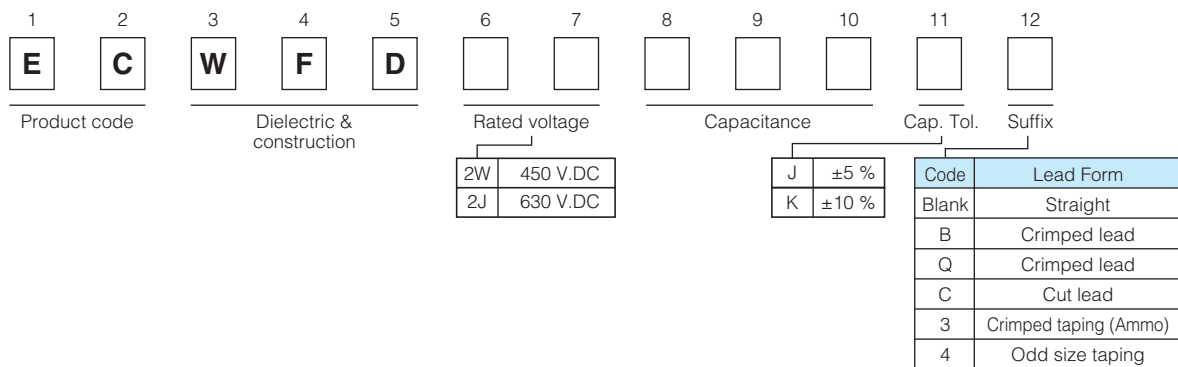 1 2 3 4 5 6 7 8 9 10 11 12
E C W F D
Product code Dielectric & construction Rated voltage Capacitance Cap. Tol. Suffix
2W 450 V.DC
2J 630 V.DC
J ±5 %
K ±10 %
Code Lead Form
Blank Straight
B Crimped lead
Q Crimped lead
C Cut lead
3 Crimped taping (Ammo)
4 Odd size taping